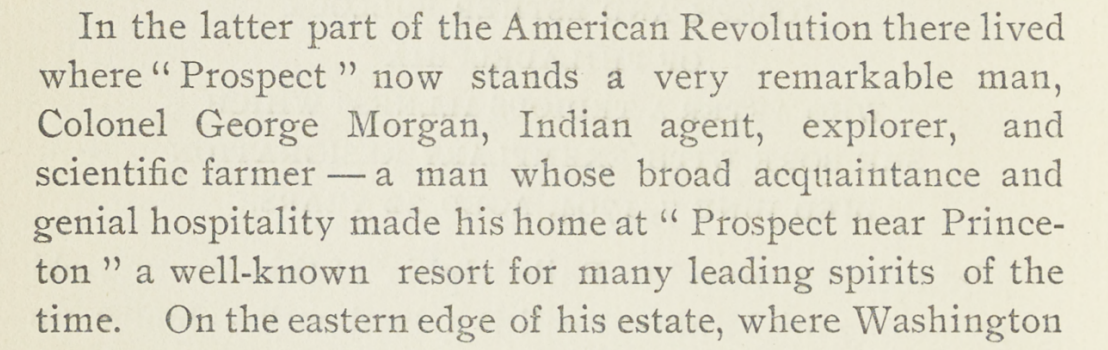 In the latter part of the American Revolution there lived
where “ Prospect ” now stands a very remarkable man,
Colonel George Morgan, Indian agent, explorer, and
scientific farmer — a man whose broad acquaintance and
genial hospitality made his home at “ Prospect near Prince-
ton ” a well-known resort for many leading spirits of the
time. On the eastern edge of his estate, where Washington